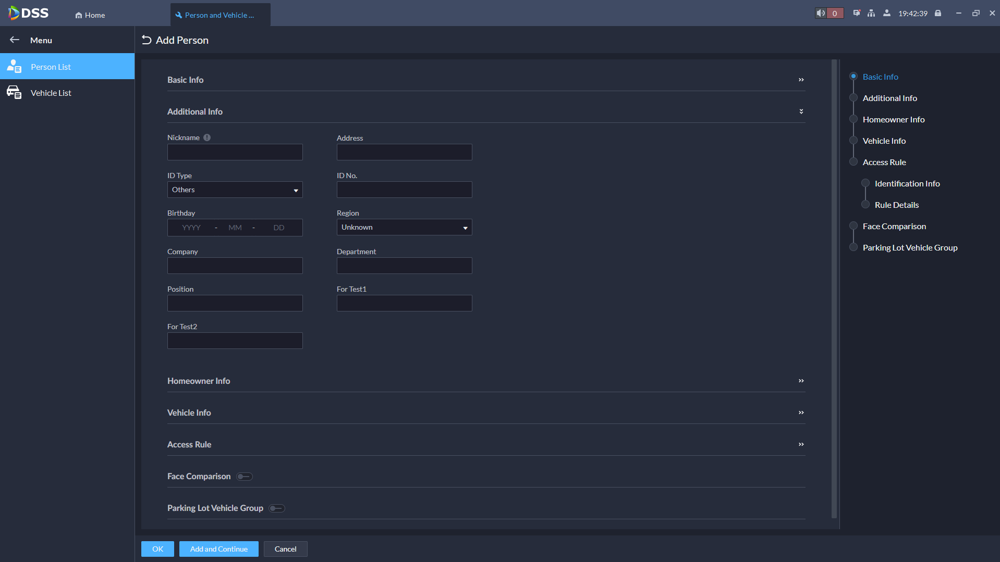 DSS
Home
Person and Vehicle ...
0
19:42:39
Menu
Add Person
Person List
Vehicle List
Basic Info
Additional Info
Nickname
Address
ID Type
ID No.
Others
Birthday
Region
YYYY - MM - DD
Unknown
Company
Department
Position
For Test1
For Test2
Homeowner Info
Vehicle Info
Access Rule
Face Comparison
Parking Lot Vehicle Group
OK
Add and Continue
Cancel
Basic Info
Additional Info
Homeowner Info
Vehicle Info
Access Rule
Identification Info
Rule Details
Face Comparison
Parking Lot Vehicle Group